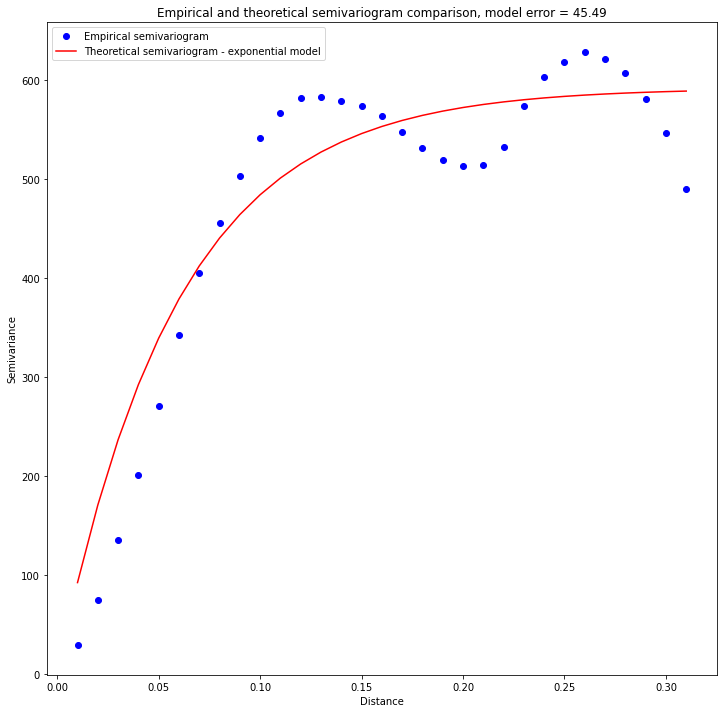 Empirical and theoretical semivariogram comparison, model error = 45.49
Empirical semivariogram
Theoretical semivariogram - exponential model
600
500
400
300
200
100
0
Semivariance
0.00 0.05 0.10 0.15 0.20 0.25 0.30
Distance